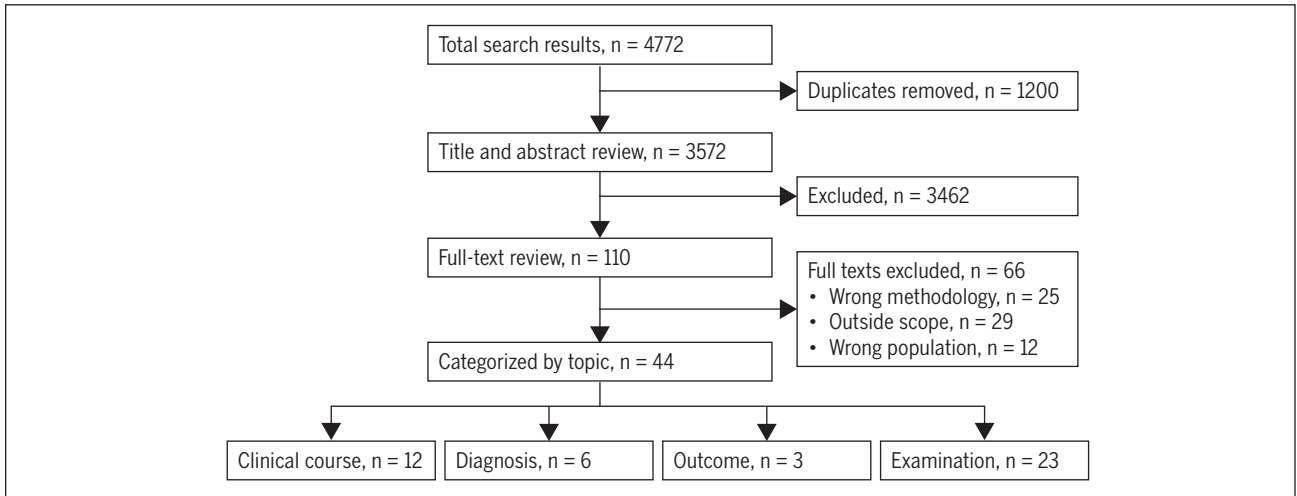 Total search results, n = 4772
Duplicates removed, n = 1200
Title and abstract review, n = 3572
Excluded, n = 3462
Full-text review, n = 110
Full texts excluded, n = 66
• Wrong methodology, n = 25
• Outside scope, n = 29
• Wrong population, n = 12
Categorized by topic, n = 44
Clinical course, n = 12
Diagnosis, n = 6
Outcome, n = 3
Examination, n = 23